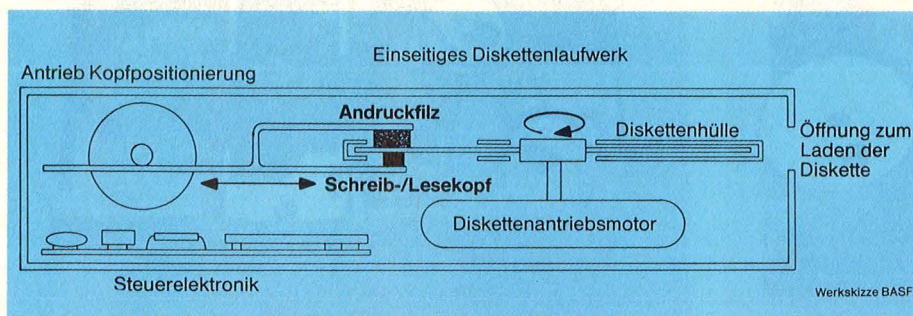 Einseitiges Diskettenlaufwerk
Antrieb Kopfpositionierung
Andruckfilz
Diskettenhülle
Öffnung zum
Laden der
Diskette
Schreib-/Lesekopf
Diskettenantriebsmotor
Steuerelektronik
Werkskizze BASF